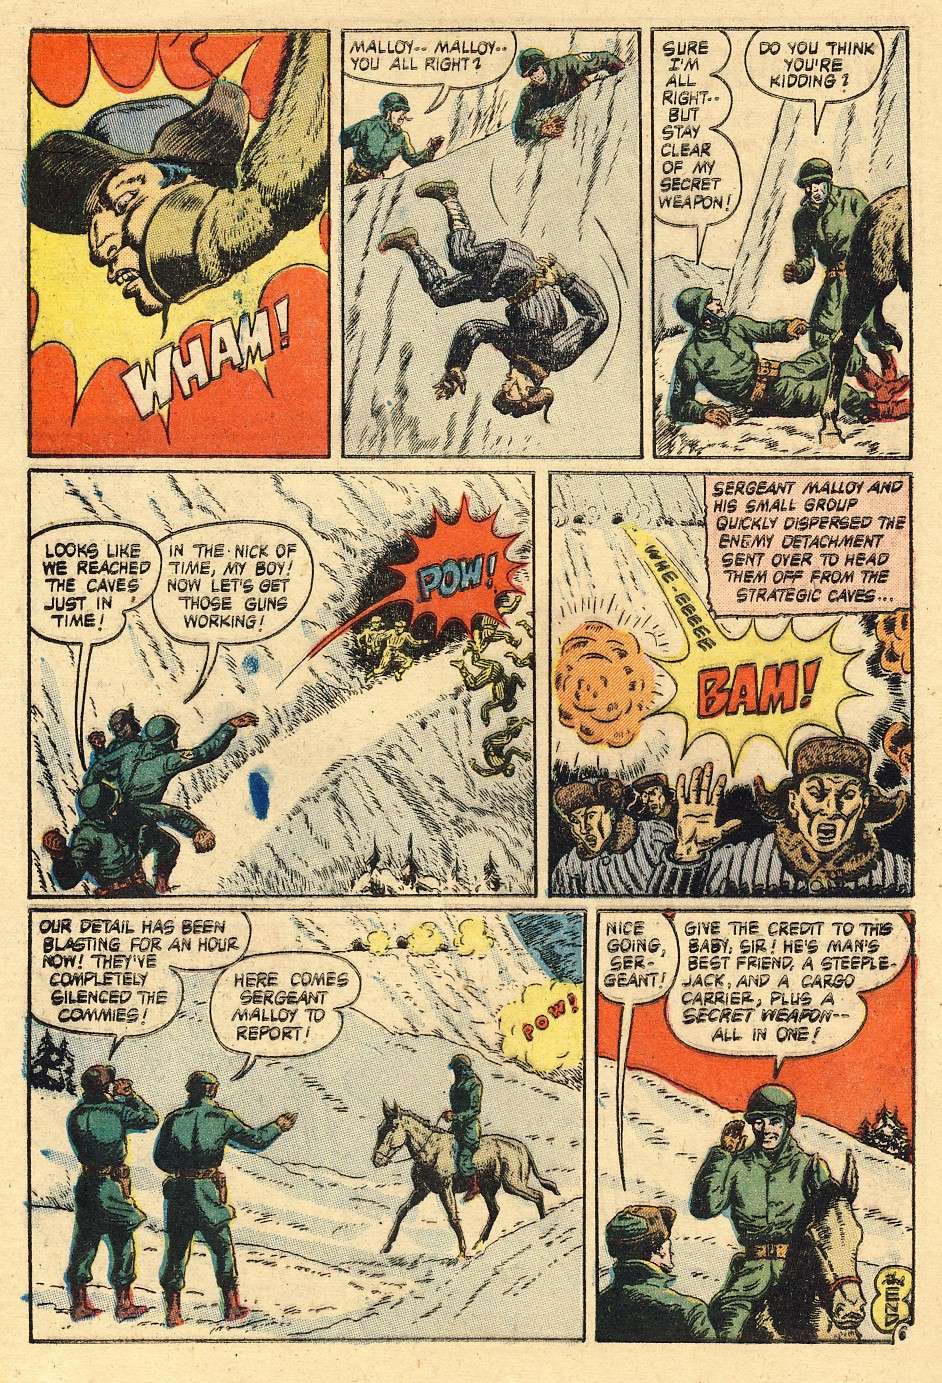 WHAM!
MALLOY-- MALLOY--
YOU ALL RIGHT?
SURE
I'M
ALL
RIGHT--
BUT
STAY
CLEAR
OF MY
SECRET
WEAPON!
DO YOU THINK
YOU'RE
KIDDING?
LOOKS LIKE
WE REACHED
THE CAVES
JUST IN
TIME!
IN THE NICK OF
TIME, MY BOY!
NOW LET'S GET
THOSE GUNS
WORKING!
POW!
SERGEANT MALLOY AND
HIS SMALL GROUP
QUICKLY DISPERSED THE
ENEMY DETACHMENT
SENT OVER TO HEAD
THEM OFF FROM THE
STRATEGIC CAVES...
WHEEEEEEEEEE
BAM!
OUR DETAIL HAS BEEN
BLASTING FOR AN HOUR
NOW! THEY'VE
COMPLETELY
SILENCED THE
COMMIES!
HERE COMES
SERGEANT
MALLOY TO
REPORT!
POW!
NICE
GOING,
SER-
GEANT!
GIVE THE CREDIT TO THIS
BABY, SIR! HE'S MAN'S
BEST FRIEND, A STEEPLE-
JACK, AND A CARGO
CARRIER, PLUS A
SECRET WEAPON--
ALL IN ONE!
THE
END
6